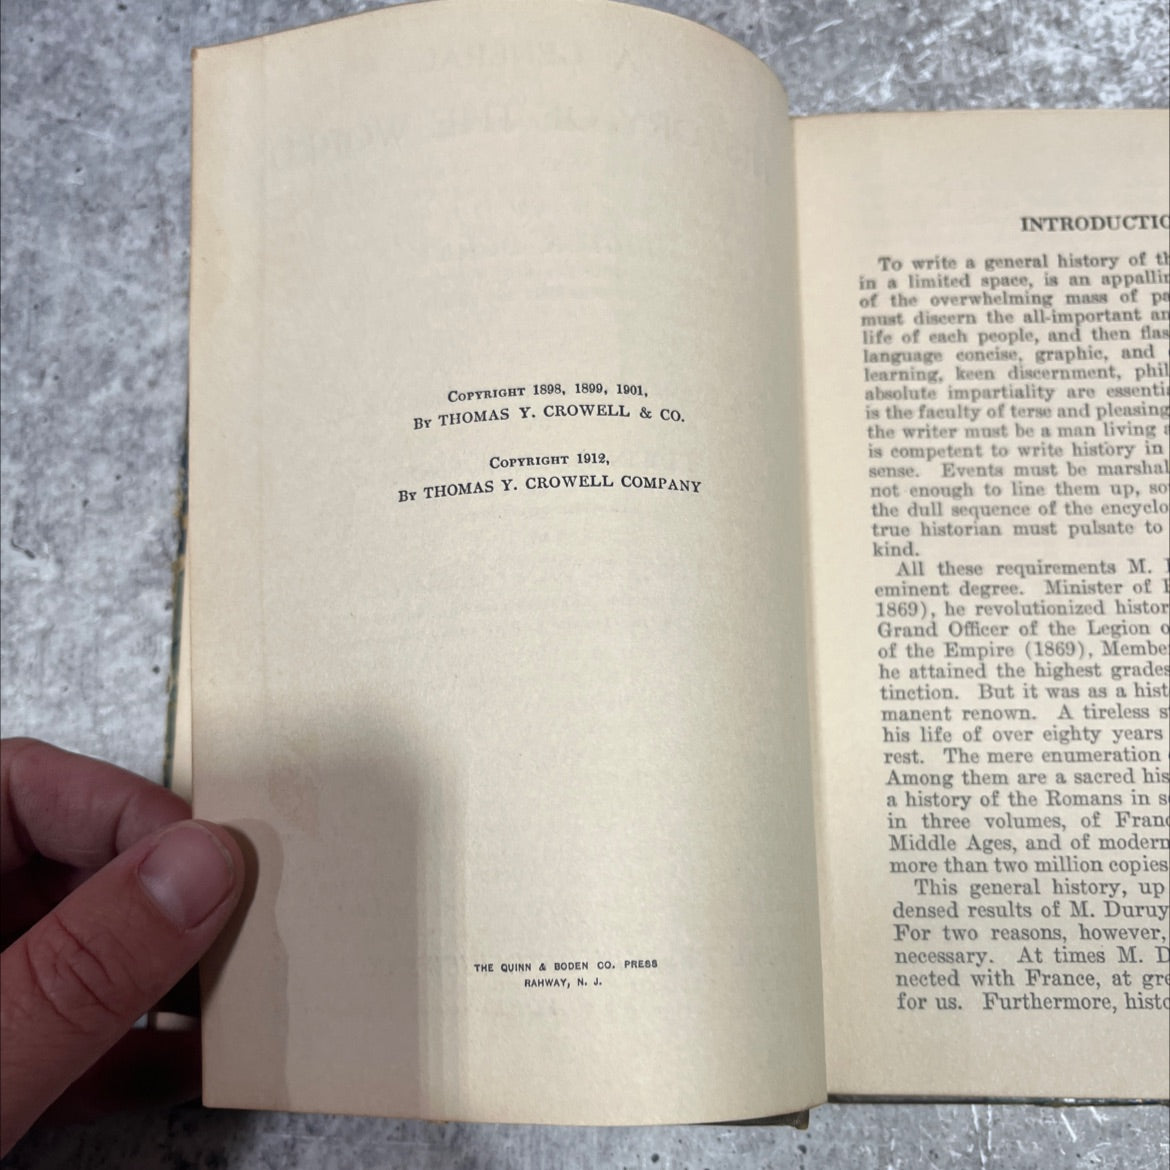 COPYRIGHT 1898, 1899, 1901,
BY THOMAS Y. CROWELL & CO.
COPYRIGHT 1912,
BY THOMAS Y. CROWELL COMPANY
THE QUINN & BODEN CO. PRESS
RAHWAY, N. J.
INTRODUCTIO
To write a general history of th
in a limited space, is an appallin
of the overwhelming mass of pa
must discern the all-important an
life of each people, and then flas
language concise, graphic, and
learning, keen discernment, phil
absolute impartiality are essentia
is the faculty of terse and pleasing
the writer must be a man living a
is competent to write history in
sense. Events must be marshal
not enough to line them up, so
the dull sequence of the encyclo
true historian must pulsate to
kind.
All these requirements M.
eminent degree. Minister of
1869), he revolutionized histor
Grand Officer of the Legion o
of the Empire (1869), Membe
he attained the highest grades
tinction. But it was as a hist
manent renown. A tireless s
his life of over eighty years
rest. The mere enumeration
Among them are a sacred his
a history of the Romans in s
in three volumes, of Franc
Middle Ages, and of modern
more than two million copies
This general history, up
densed results of M. Duruy
For two reasons, however,
necessary. At times M. D
nected with France, at gre
for us. Furthermore, histo